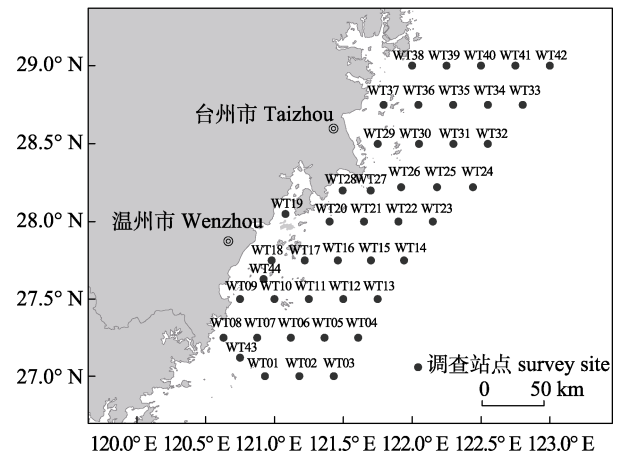 WT38 WT39 WT40 WT41 WT42
29.0° N
WT37 WT36 WT35 WT34 WT33
台州市 Taizhou
28.5° N
WT29 WT30 WT31 WT32
WT28 WT27 WT26 WT25 WT24
WT19 WT20 WT21 WT22 WT23
28.0° N
温州市 Wenzhou
WT18 WT17 WT16 WT15 WT14
WT44
27.5° N
WT09 WT10 WT11 WT12 WT13
WT08 WT07 WT06 WT05 WT04
WT43
27.0° N
WT01 WT02 WT03
调查站点 survey site
0 50 km
120.0° E 120.5° E 121.0° E 121.5° E 122.0° E 122.5° E 123.0° E